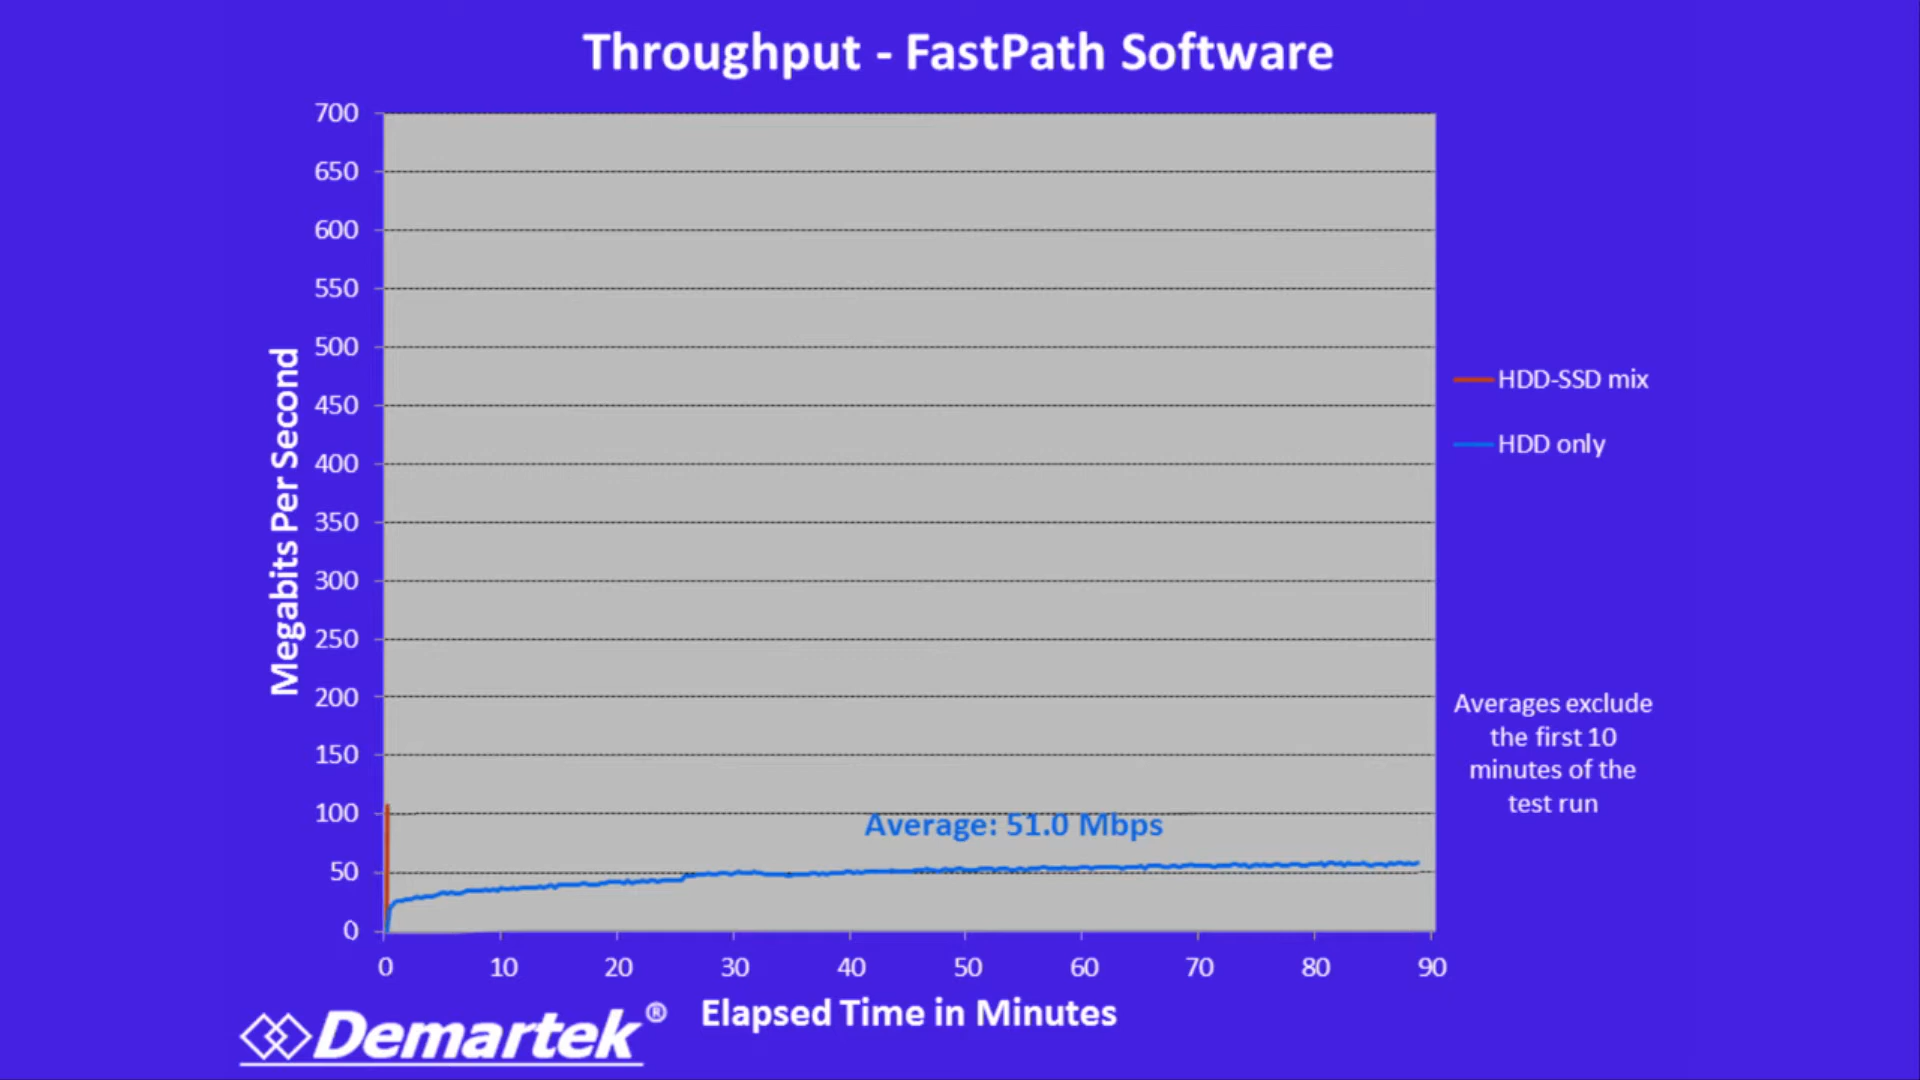 Throughput - FastPath Software
700
650
600
550
500
450
400
350
300
250
200
150
100
50
0
Megabits Per Second
Average: 51.0 Mbps
HDD-SSD mix
HDD only
Averages exclude
the first 10
minutes of the
test run
0 10 20 30 40 50 60 70 80 90
Elapsed Time in Minutes
Demartek®